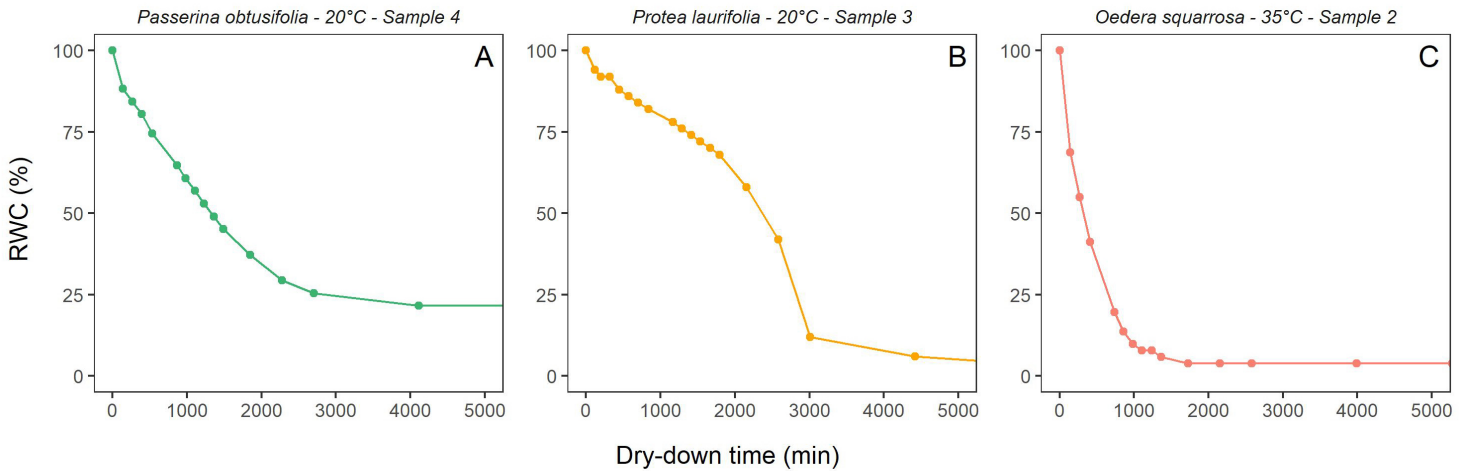 Passerina obtusifolia - 20°C - Sample 4
Protea laurifolia - 20°C - Sample 3
Oedera squarrosa - 35°C - Sample 2
A
B
C
RWC (%)
100
75
50
25
0
100
75
50
25
0
100
75
50
25
0
0 1000 2000 3000 4000 5000
0 1000 2000 3000 4000 5000
0 1000 2000 3000 4000 5000
Dry-down time (min)